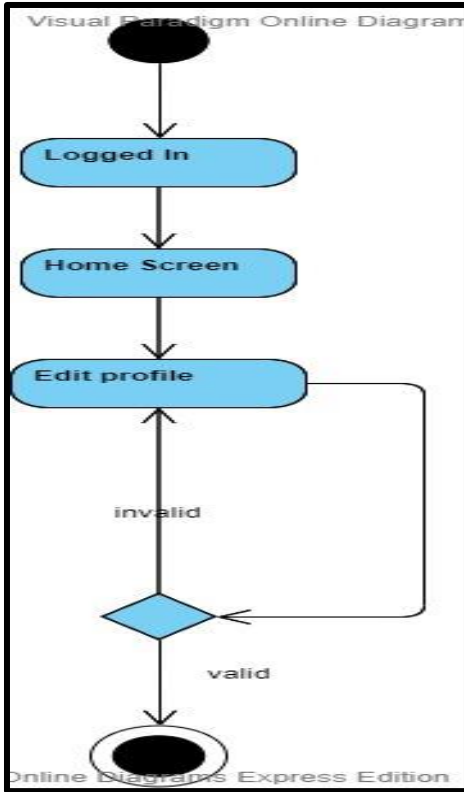 Visual Paradigm Online Diagram
Logged In
Home Screen
Edit profile
invalid
valid
Online Diagrams Express Edition